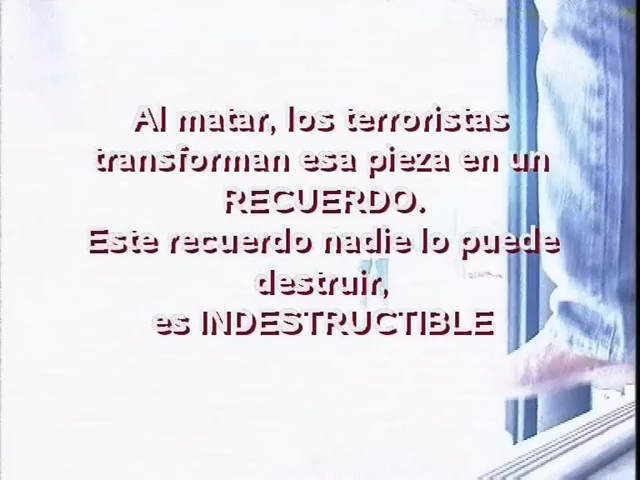 Al matar, los terroristas
transforman esa pieza en un
RECUERDO.
Este recuerdo nadie lo puede
destruir,
es INDESTRUCTIBLE